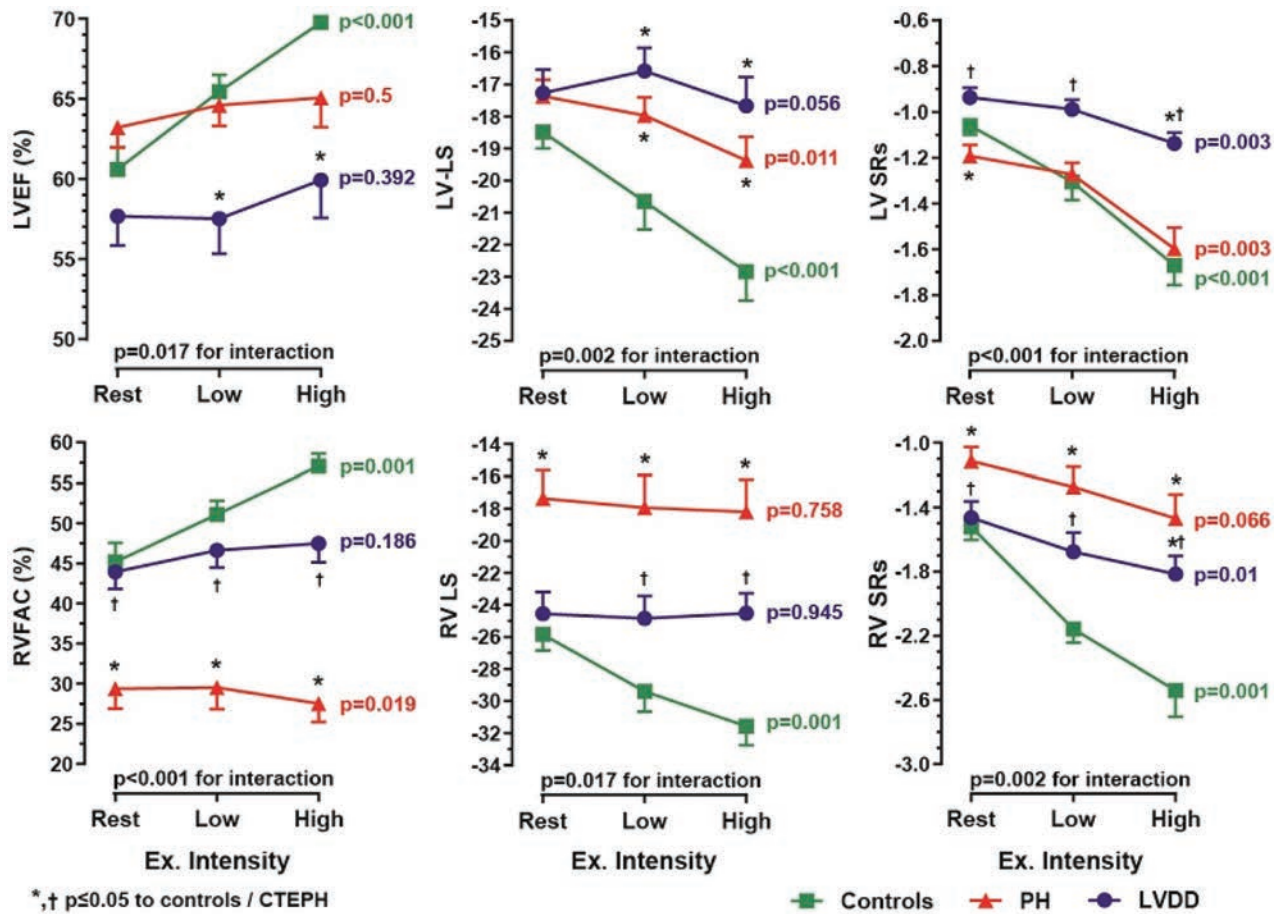 LVEF (%)
70
65
60
55
50
p<0.001
p=0.5
p=0.392
*
*
p=0.017 for interaction
Rest Low High
LV-LS
-15
-16
-17
-18
-19
-20
-21
-22
-23
-24
-25
*
*
*
*
p=0.056
p=0.011
p<0.001
p=0.002 for interaction
Rest Low High
LV SRs
-0.6
-0.8
-1.0
-1.2
-1.4
-1.6
-1.8
-2.0
†
†
*†
*
p=0.003
p=0.003
p<0.001
p<0.001 for interaction
Rest Low High
RVFAC (%)
60
55
50
45
40
35
30
25
20
p=0.001
p=0.186
† † †
* * *
p=0.019
p<0.001 for interaction
Rest Low High
Ex. Intensity
RV LS
-14
-16
-18
-20
-22
-24
-26
-28
-30
-32
-34
* * *
p=0.758
† †
p=0.945
p=0.001
p=0.017 for interaction
Rest Low High
Ex. Intensity
RV SRs
-1.0
-1.4
-1.8
-2.2
-2.6
-3.0
* * *
† † *†
p=0.066
p=0.01
p=0.001
p=0.002 for interaction
Rest Low High
Ex. Intensity
*,† p≤0.05 to controls / CTEPH
Controls PH LVDD